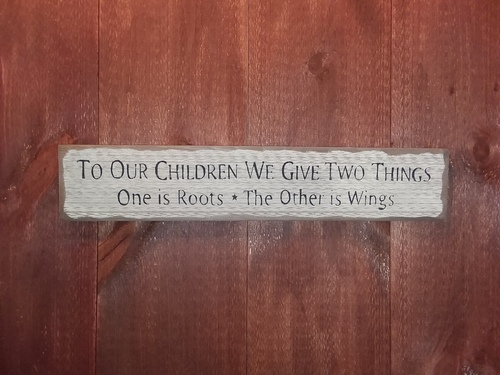 To Our Children We Give Two Things
One is Roots * The Other is Wings